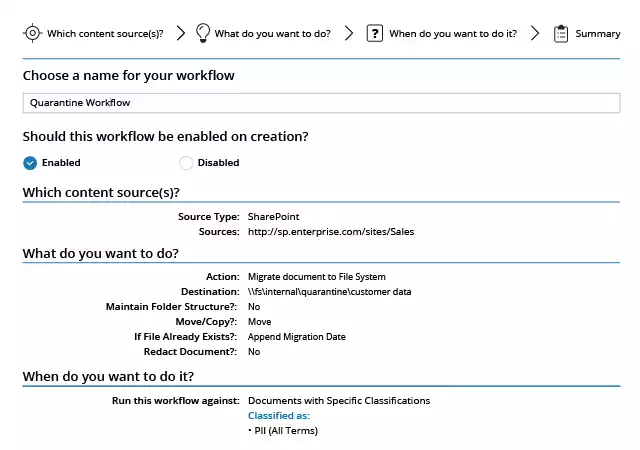 Which content source(s)? What do you want to do? When do you want to do it? Summary
Choose a name for your workflow
Quarantine Workflow
Should this workflow be enabled on creation?
Enabled Disabled
Which content source(s)?
Source Type: SharePoint
Sources: http://sp.enterprise.com/sites/Sales
What do you want to do?
Action: Migrate document to File System
Destination: \\fs\internal\quarantine\customer data
Maintain Folder Structure?: No
Move/Copy?: Move
If File Already Exists?: Append Migration Date
Redact Document?: No
When do you want to do it?
Run this workflow against: Documents with Specific Classifications
Classified as:
• PII (All Terms)